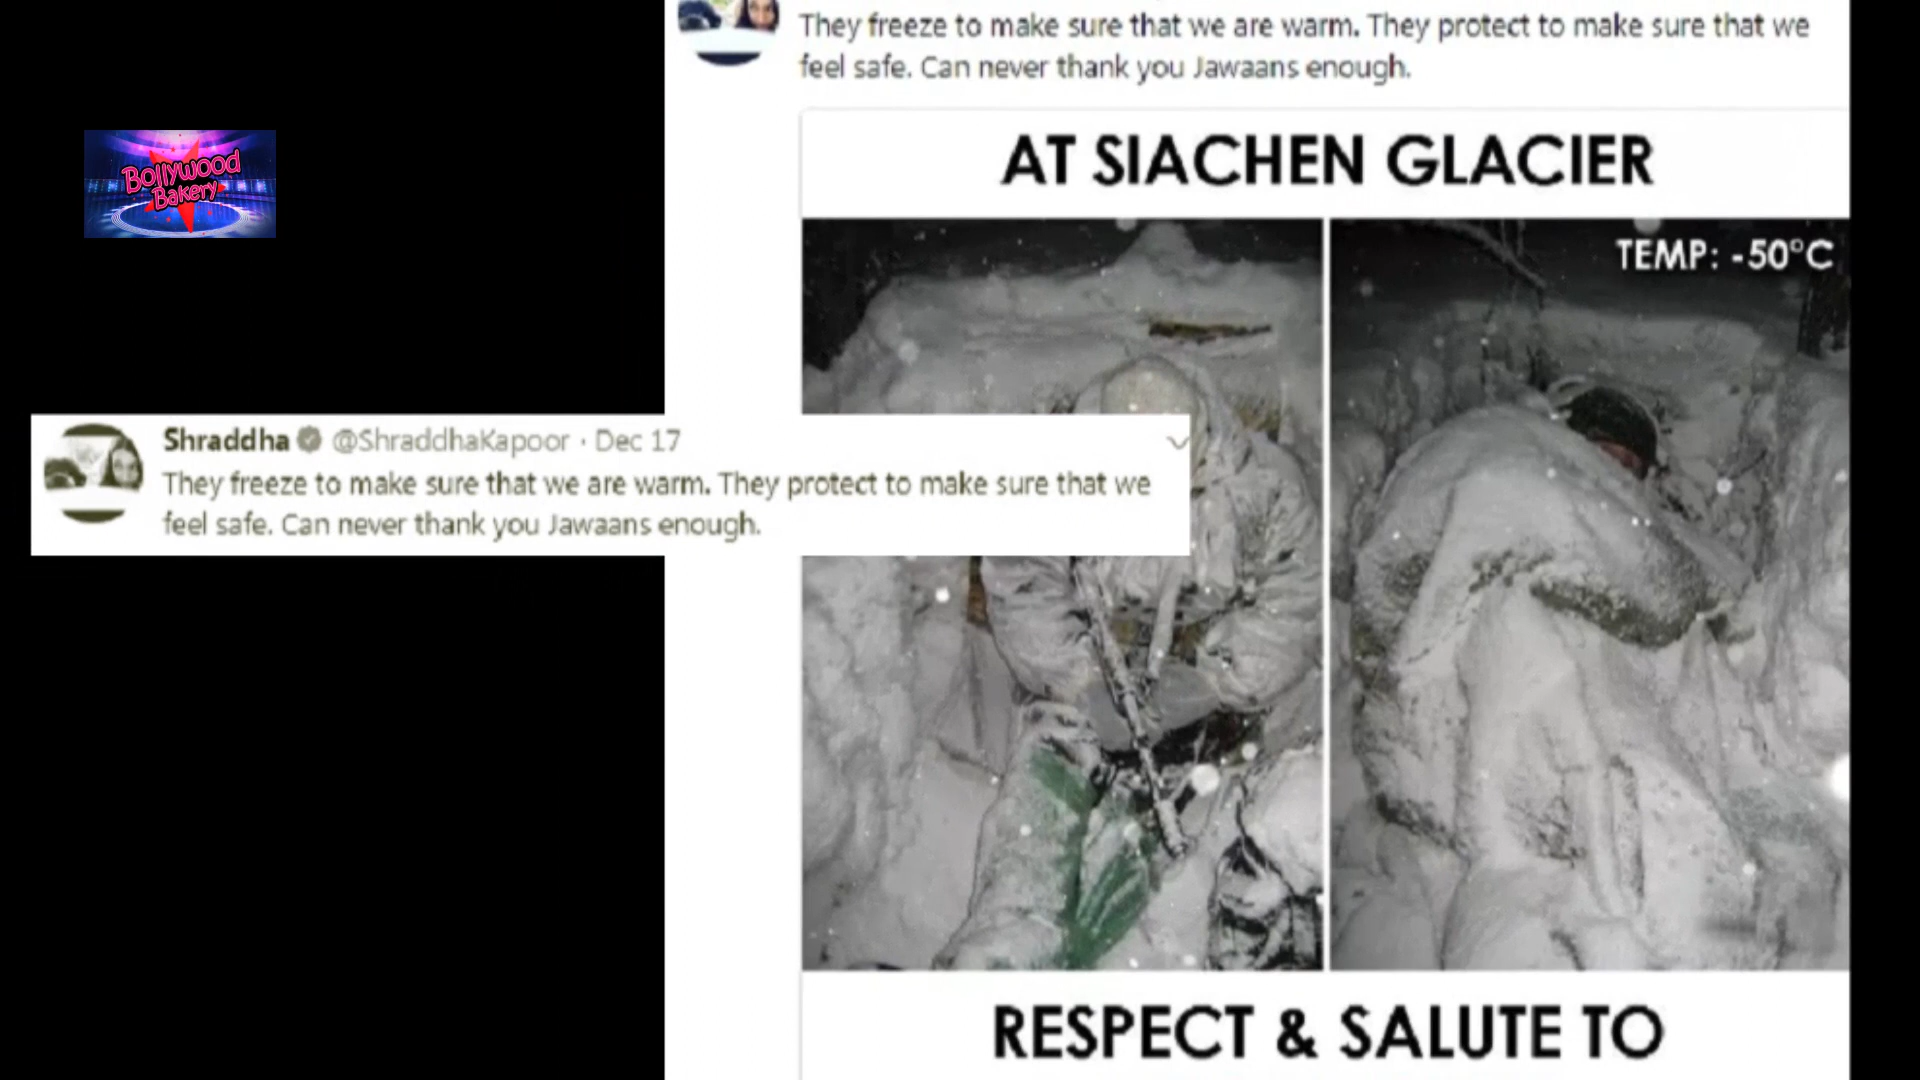 They freeze to make sure that we are warm. They protect to make sure that we
feel safe. Can never thank you Jawaans enough.
AT SIACHEN GLACIER
TEMP: -50°C
Bollywood
Bakery
Shraddha @ShraddhaKapoor · Dec 17
They freeze to make sure that we are warm. They protect to make sure that we
feel safe. Can never thank you Jawaans enough.
RESPECT & SALUTE TO